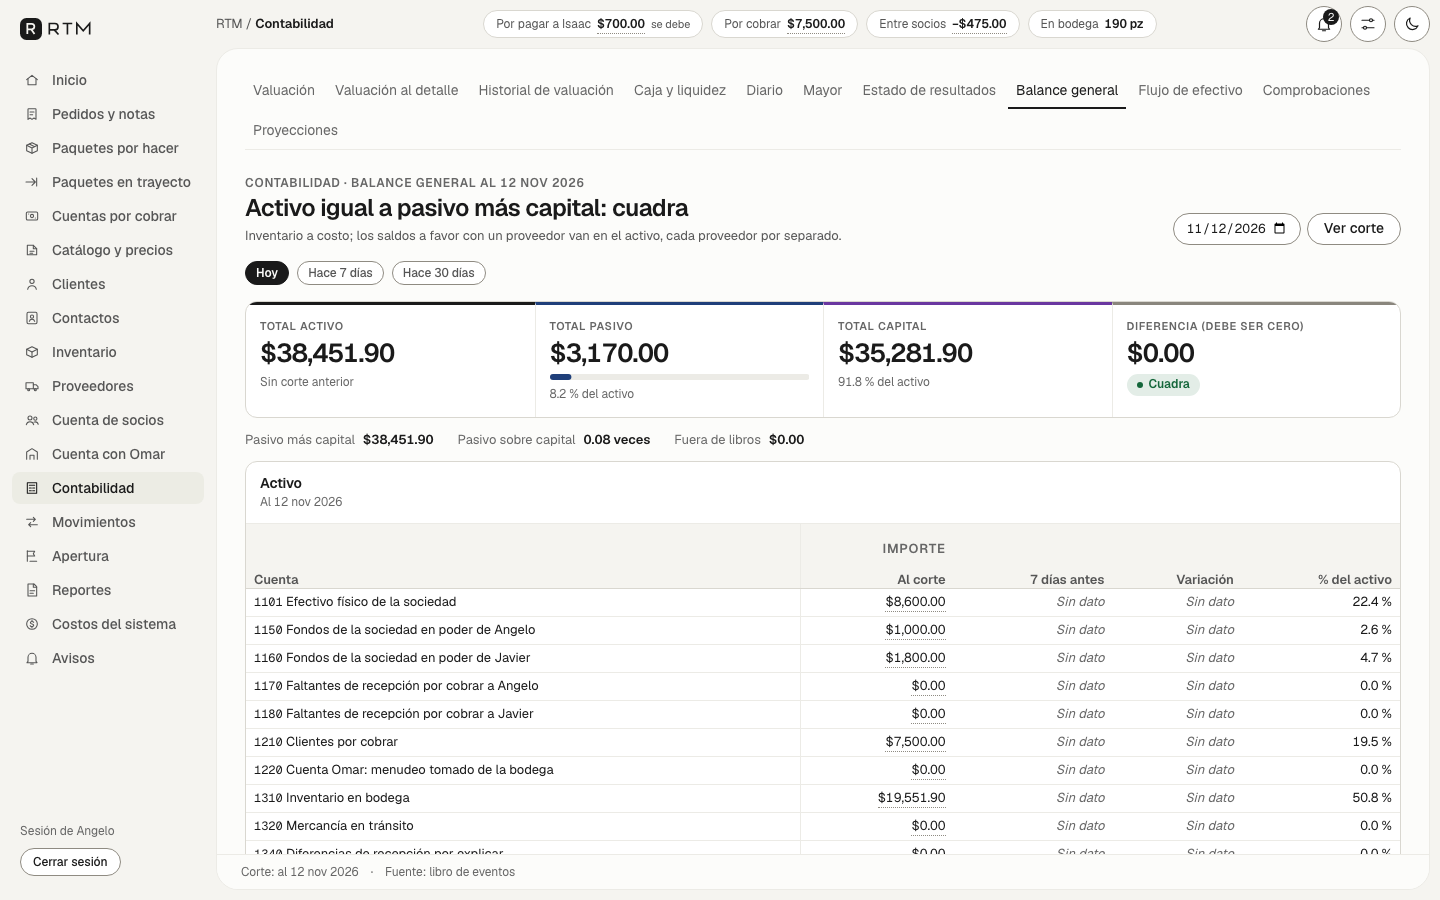 R RTM
RTM / Contabilidad
Por pagar a Isaac $700.00 se debe
Por cobrar $7,500.00
Entre socios −$475.00
En bodega 190 pz
2
Inicio
Pedidos y notas
Paquetes por hacer
Paquetes en trayecto
Cuentas por cobrar
Catálogo y precios
Clientes
Contactos
Inventario
Proveedores
Cuenta de socios
Cuenta con Omar
Contabilidad
Movimientos
Apertura
Reportes
Costos del sistema
Avisos
Sesión de Angelo
Cerrar sesión
Valuación Valuación al detalle Historial de valuación Caja y liquidez Diario Mayor Estado de resultados Balance general Flujo de efectivo Comprobaciones
Proyecciones
CONTABILIDAD · BALANCE GENERAL AL 12 NOV 2026
Activo igual a pasivo más capital: cuadra
Inventario a costo; los saldos a favor con un proveedor van en el activo, cada proveedor por separado.
11/12/2026 Ver corte
Hoy Hace 7 días Hace 30 días
TOTAL ACTIVO
$38,451.90
Sin corte anterior
TOTAL PASIVO
$3,170.00
8.2 % del activo
TOTAL CAPITAL
$35,281.90
91.8 % del activo
DIFERENCIA (DEBE SER CERO)
$0.00
Cuadra
Pasivo más capital $38,451.90 Pasivo sobre capital 0.08 veces Fuera de libros $0.00
Activo
Al 12 nov 2026
IMPORTE
Cuenta Al corte 7 días antes Variación % del activo
1101 Efectivo físico de la sociedad $8,600.00 Sin dato Sin dato 22.4 %
1150 Fondos de la sociedad en poder de Angelo $1,000.00 Sin dato Sin dato 2.6 %
1160 Fondos de la sociedad en poder de Javier $1,800.00 Sin dato Sin dato 4.7 %
1170 Faltantes de recepción por cobrar a Angelo $0.00 Sin dato Sin dato 0.0 %
1180 Faltantes de recepción por cobrar a Javier $0.00 Sin dato Sin dato 0.0 %
1210 Clientes por cobrar $7,500.00 Sin dato Sin dato 19.5 %
1220 Cuenta Omar: menudeo tomado de la bodega $0.00 Sin dato Sin dato 0.0 %
1310 Inventario en bodega $19,551.90 Sin dato Sin dato 50.8 %
1320 Mercancía en tránsito $0.00 Sin dato Sin dato 0.0 %
1340 Diferencias de recepción por explicar $0.00 Sin dato Sin dato 0.0 %
Corte: al 12 nov 2026 · Fuente: libro de eventos